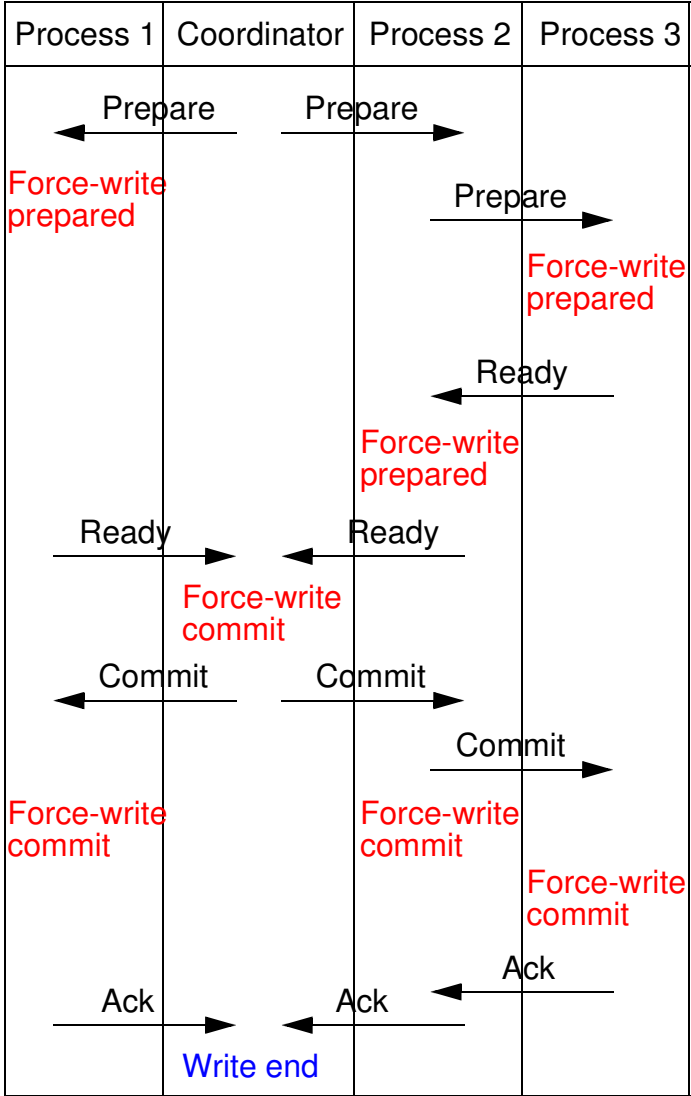 Process 1 Coordinator Process 2 Process 3
Prepare Prepare
Force-write
prepared
Prepare
Force-write
prepared
Ready
Force-write
prepared
Ready Ready
Force-write
commit
Commit Commit
Commit
Force-write
commit
Force-write
commit
Force-write
commit
Ack
Ack Ack
Write end